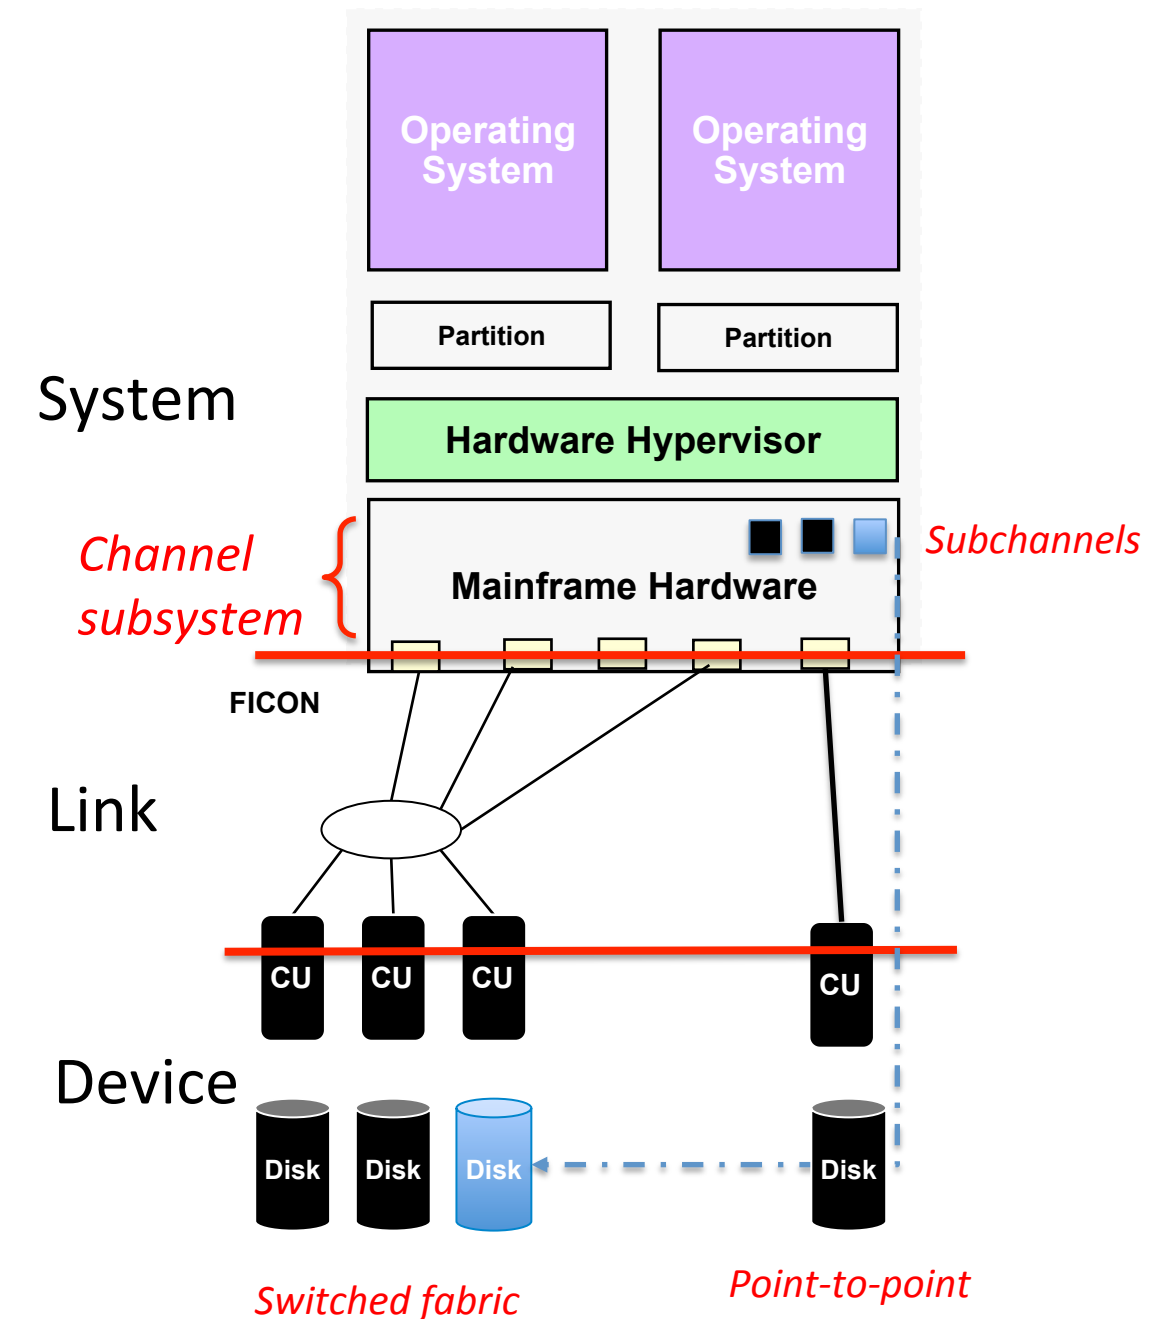 Operating
System
Operating
System
Partition
Partition
System
Hardware Hypervisor
Subchannels
Channel
subsystem
Mainframe Hardware
FICON
Link
CU
CU
CU
CU
Device
Disk
Disk
Disk
Disk
Switched fabric
Point-to-point